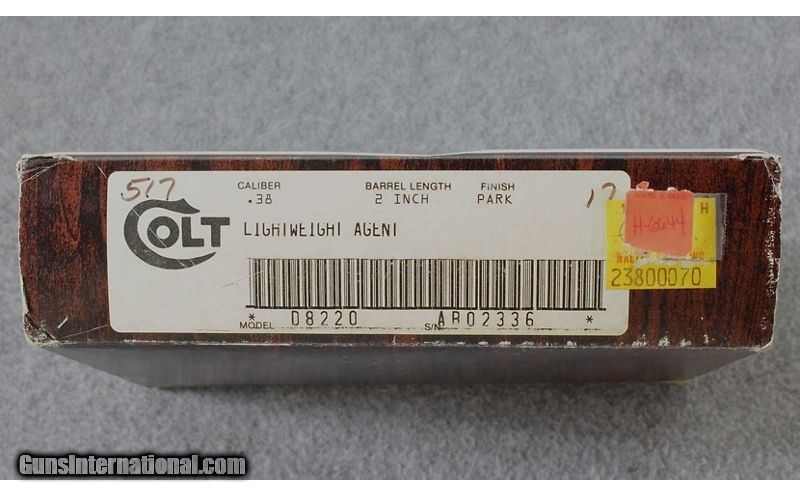 517
CALIBER BARREL LENGTH FINISH
.38 2 INCH PARK
17
COLT
LIGHTWEIGHT AGENT
* D8220 AB02336 *
MODEL S/N
H
H-6644
23800070
GunsInternational.com